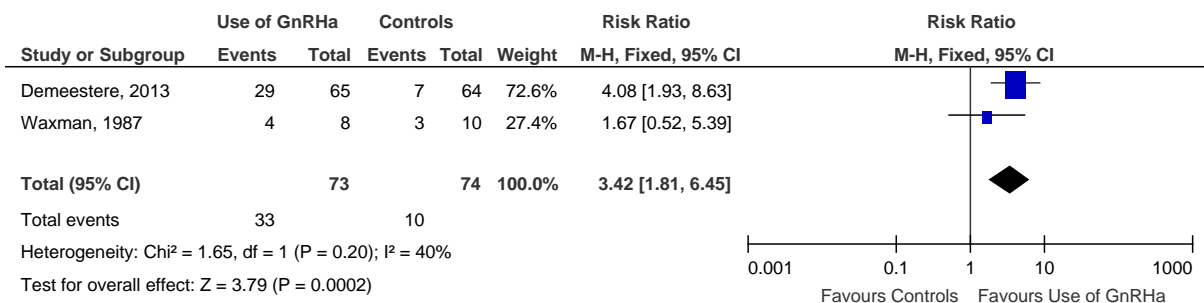 Use of GnRHa Controls Risk Ratio Risk Ratio
Study or Subgroup Events Total Events Total Weight M-H, Fixed, 95% CI M-H, Fixed, 95% CI
Demeestere, 2013 29 65 7 64 72.6% 4.08 [1.93, 8.63]
Waxman, 1987 4 8 3 10 27.4% 1.67 [0.52, 5.39]
Total (95% CI) 73 74 100.0% 3.42 [1.81, 6.45]
Total events 33 10
Heterogeneity: Chi² = 1.65, df = 1 (P = 0.20); I² = 40%
Test for overall effect: Z = 3.79 (P = 0.0002)
0.001 0.1 1 10 1000
Favours Controls Favours Use of GnRHa